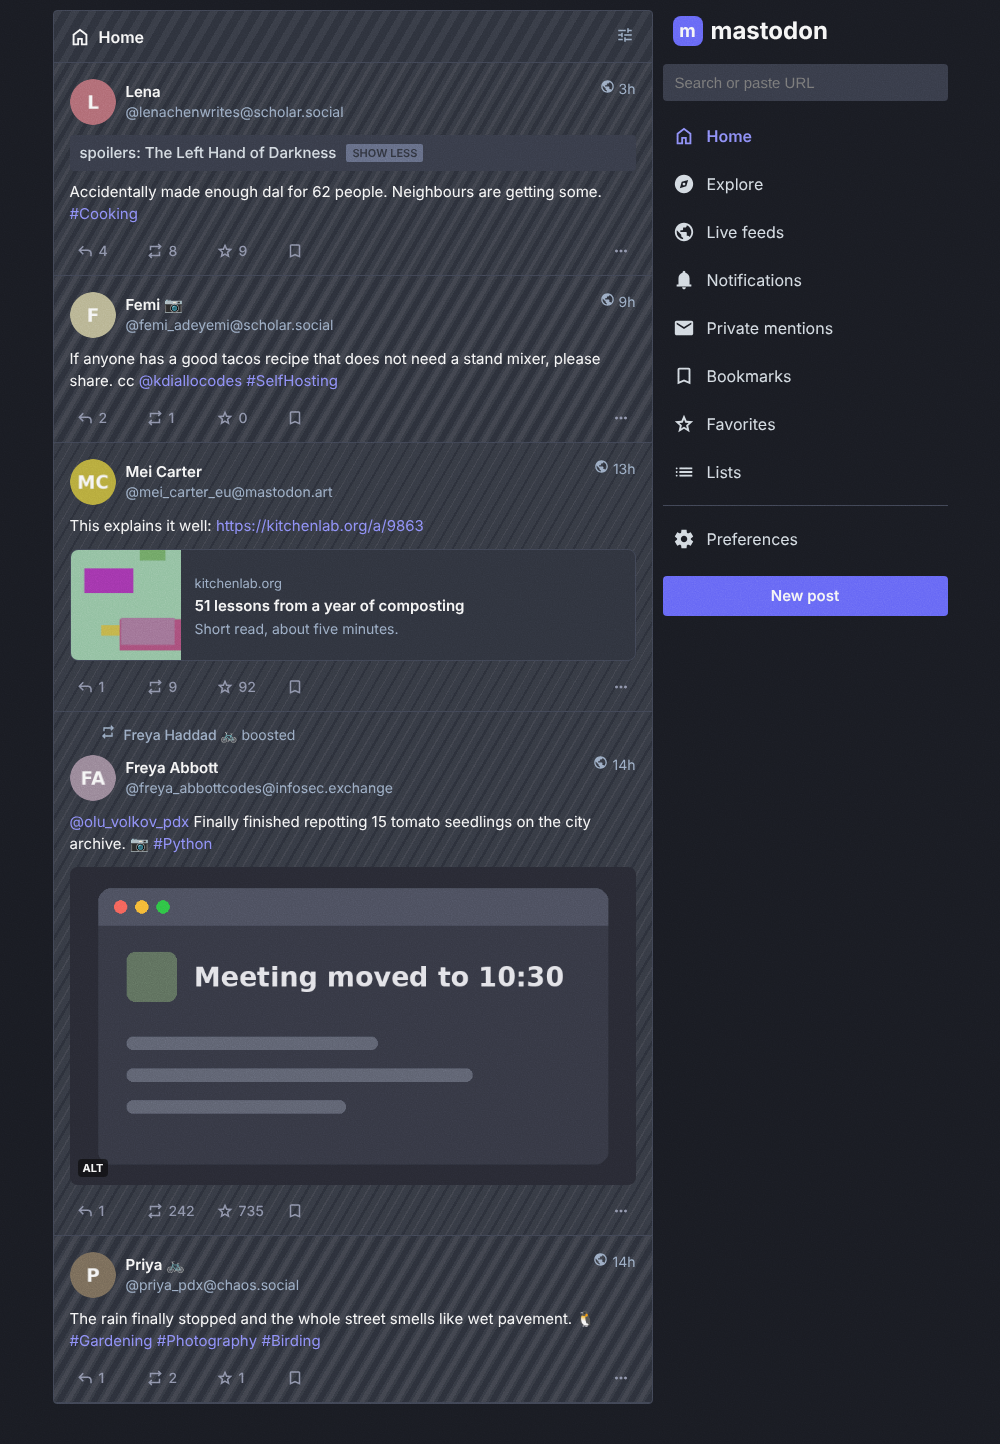 Home
L
Lena
3h
@lenachenwrites@scholar.social
spoilers: The Left Hand of Darkness SHOW LESS
Accidentally made enough dal for 62 people. Neighbours are getting some.
#Cooking
4 8 9
F
Femi 📷
9h
@femi_adeyemi@scholar.social
If anyone has a good tacos recipe that does not need a stand mixer, please
share. cc @kdiallocodes #SelfHosting
2 1 0
MC
Mei Carter
13h
@mei_carter_eu@mastodon.art
This explains it well: https://kitchenlab.org/a/9863
kitchenlab.org
51 lessons from a year of composting
Short read, about five minutes.
1 9 92
Freya Haddad 🚲 boosted
FA
Freya Abbott
14h
@freya_abbottcodes@infosec.exchange
@olu_volkov_pdx Finally finished repotting 15 tomato seedlings on the city
archive. 📷 #Python
Meeting moved to 10:30
ALT
1 242 735
P
Priya 🚲
14h
@priya_pdx@chaos.social
The rain finally stopped and the whole street smells like wet pavement. 🐧
#Gardening #Photography #Birding
1 2 1
m mastodon
Search or paste URL
Home
Explore
Live feeds
Notifications
Private mentions
Bookmarks
Favorites
Lists
Preferences
New post